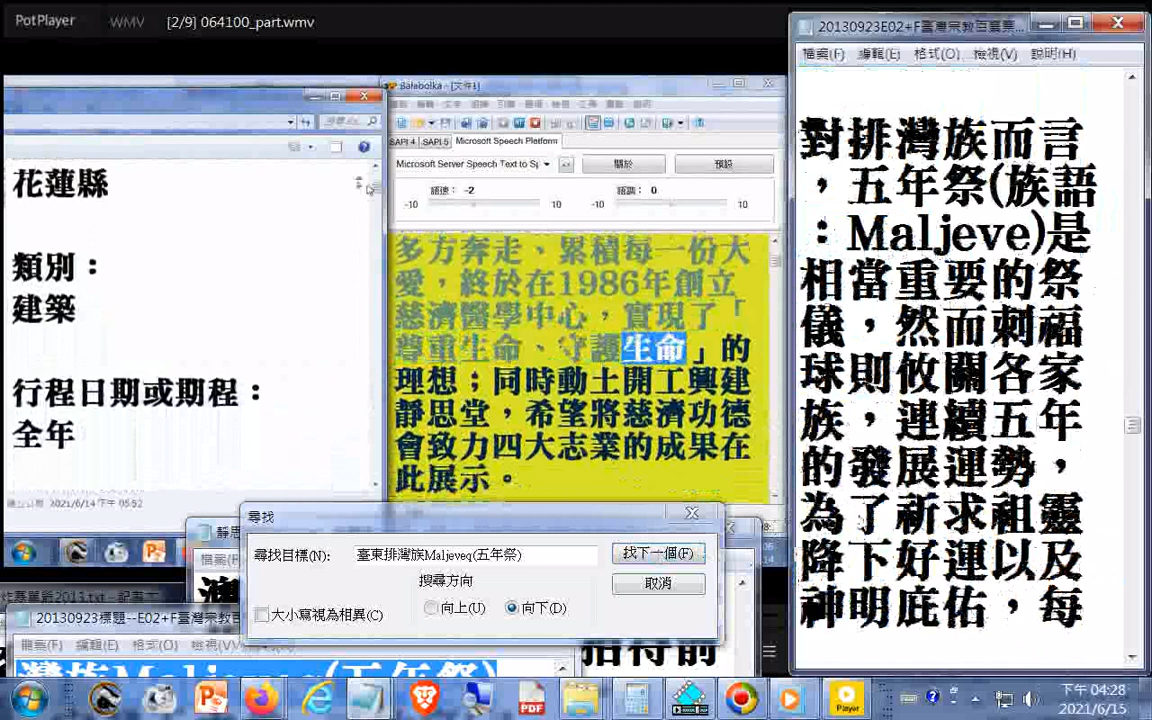 PotPlayer
WMV
[2/9] 064100_part.wmv
花蓮縣
類別：
建築
行程日期或期程：
全年
2021/6/14 下午 05:52
Balabolka - [文件1]
SAPI 4
SAPI 5
Microsoft Speech Platform
Microsoft Server Speech Text to Sp
關於
預設
語速： -2
語調： 0
-10
10
-10
10
多方奔走、累積每一份大
愛，終於在1986年創立
慈濟醫學中心，實現了「
尊重生命、守護生命」的
理想；同時動土開工興建
靜思堂，希望將慈濟功德
會致力四大志業的成果在
此展示。
20130923E02+F臺灣宗教百景票...
檔案(F) 編輯(E) 格式(O) 檢視(V) 說明(H)
對排灣族而言
，五年祭(族語
：Maljeve)是
相當重要的祭
儀，然而刺福
球則攸關各家
族，連續五年
的發展運勢，
為了祈求祖靈
降下好運以及
神明庇佑，每
尋找
尋找目標(N):
臺東排灣族Maljeveq(五年祭)
找下一個(F)
取消
搜尋方向
向上(U)
向下(D)
大小寫視為相異(C)
靜思
20130923標題--E02+F臺灣宗教百
檔案(F) 編輯(E) 格式(O) 檢視(V)
灣族Maljeveq(五年祭)
招待前
PDF
Player
下午 04:28
2021/6/15